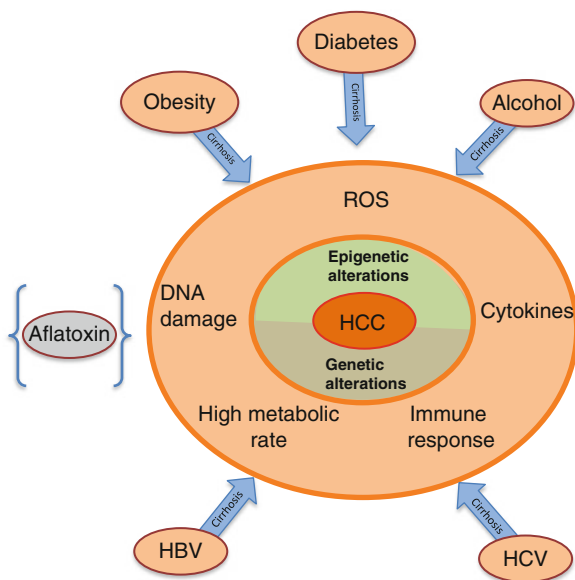 Diabetes
Obesity
Alcohol
Cirrhosis
Cirrhosis
Cirrhosis
ROS
Epigenetic
alterations
DNA
damage
Cytokines
Aflatoxin
HCC
Genetic
alterations
High metabolic
rate
Immune
response
Cirrhosis
Cirrhosis
HBV
HCV